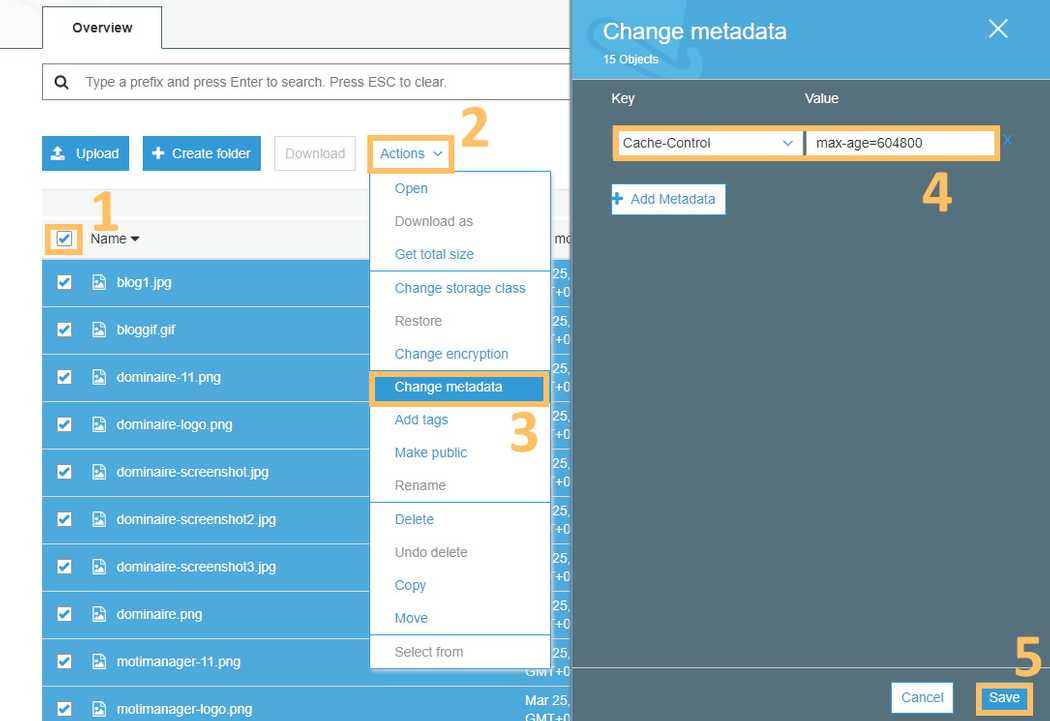 Overview
Type a prefix and press Enter to search. Press ESC to clear.
Upload
Create folder
Download
Actions
2
1
Name
mo
Open
Download as
Get total size
Change storage class
Restore
Change encryption
Change metadata
3
Add tags
Make public
Rename
Delete
Undo delete
Copy
Move
Select from
blog1.jpg
25,
T+0
bloggif.gif
25,
T+0
dominaire-11.png
25,
T+0
dominaire-logo.png
25,
T+0
dominaire-screenshot.jpg
25,
T+0
dominaire-screenshot2.jpg
25,
T+0
dominaire-screenshot3.jpg
25,
T+0
dominaire.png
25,
T+0
motimanager-11.png
25,
GMT+0
motimanager-logo.png
Mar 25,
GMT+0
Change metadata
15 Objects
Key
Value
Cache-Control
max-age=604800
X
4
Add Metadata
5
Cancel
Save